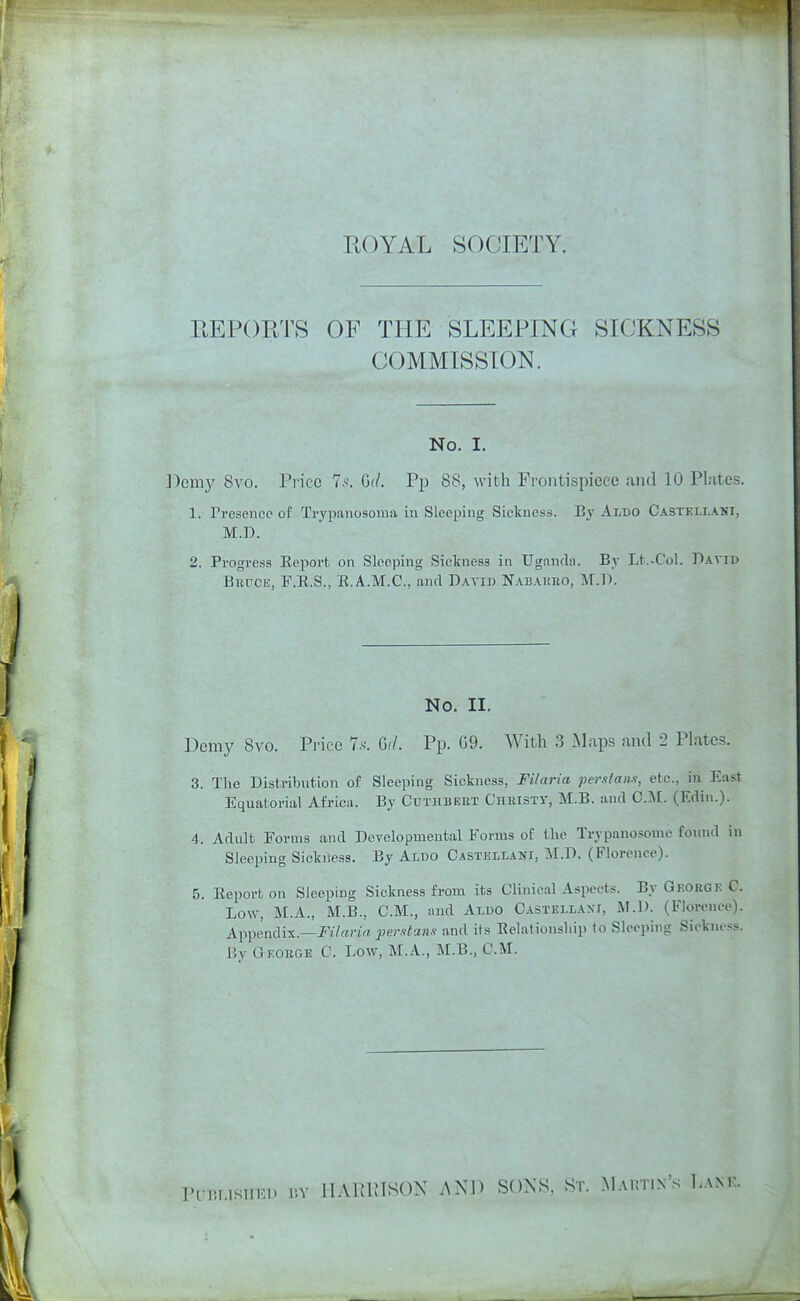 ROYAL SOCIETY.
REPORTS OF THE SLEEPING SICKNESS
COMMISSION.
No. I.
Demy 8vo. Price 7s. 6d. Pp 88, with Frontispiece and 10 Plates.
1. Presence of Trypanosoma in Sleeping Sickness. By Aldo Castellani,
M.D.
2. Progress Report on Sleeping Sickness in Uganda. By Lt.-Col. David
Bruce, F.R.S., R.A.M.C., and David Nabarro, M.D.
No. II.
Demy 8vo. Price 7s. 6d. Pp. 69. With 3 Maps and 2 Plates.
3. The Distribution of Sleeping Sickness, Filaria perstans, etc., in East
Equatorial Africa. By Cuthbert Christy, M.B. and C.M. (Edin.).
4. Adult Forms and Developmental Forms of the Trypanosome found in
Sleeping Sickness. By Aldo Castellani, M.D. (Florence).
5. Report on Sleeping Sickness from its Clinical Aspects. By George C.
Low, M.A., M.B., C.M., and Aldo Castellani, M.D. (Florence).
Appendix.—Filaria perstans and its Relationship to Sleeping Sickness.
By George C. Low, M.A., M.B., C.M.
Published by HARRISON AND SONS, St. Martin's Lane.